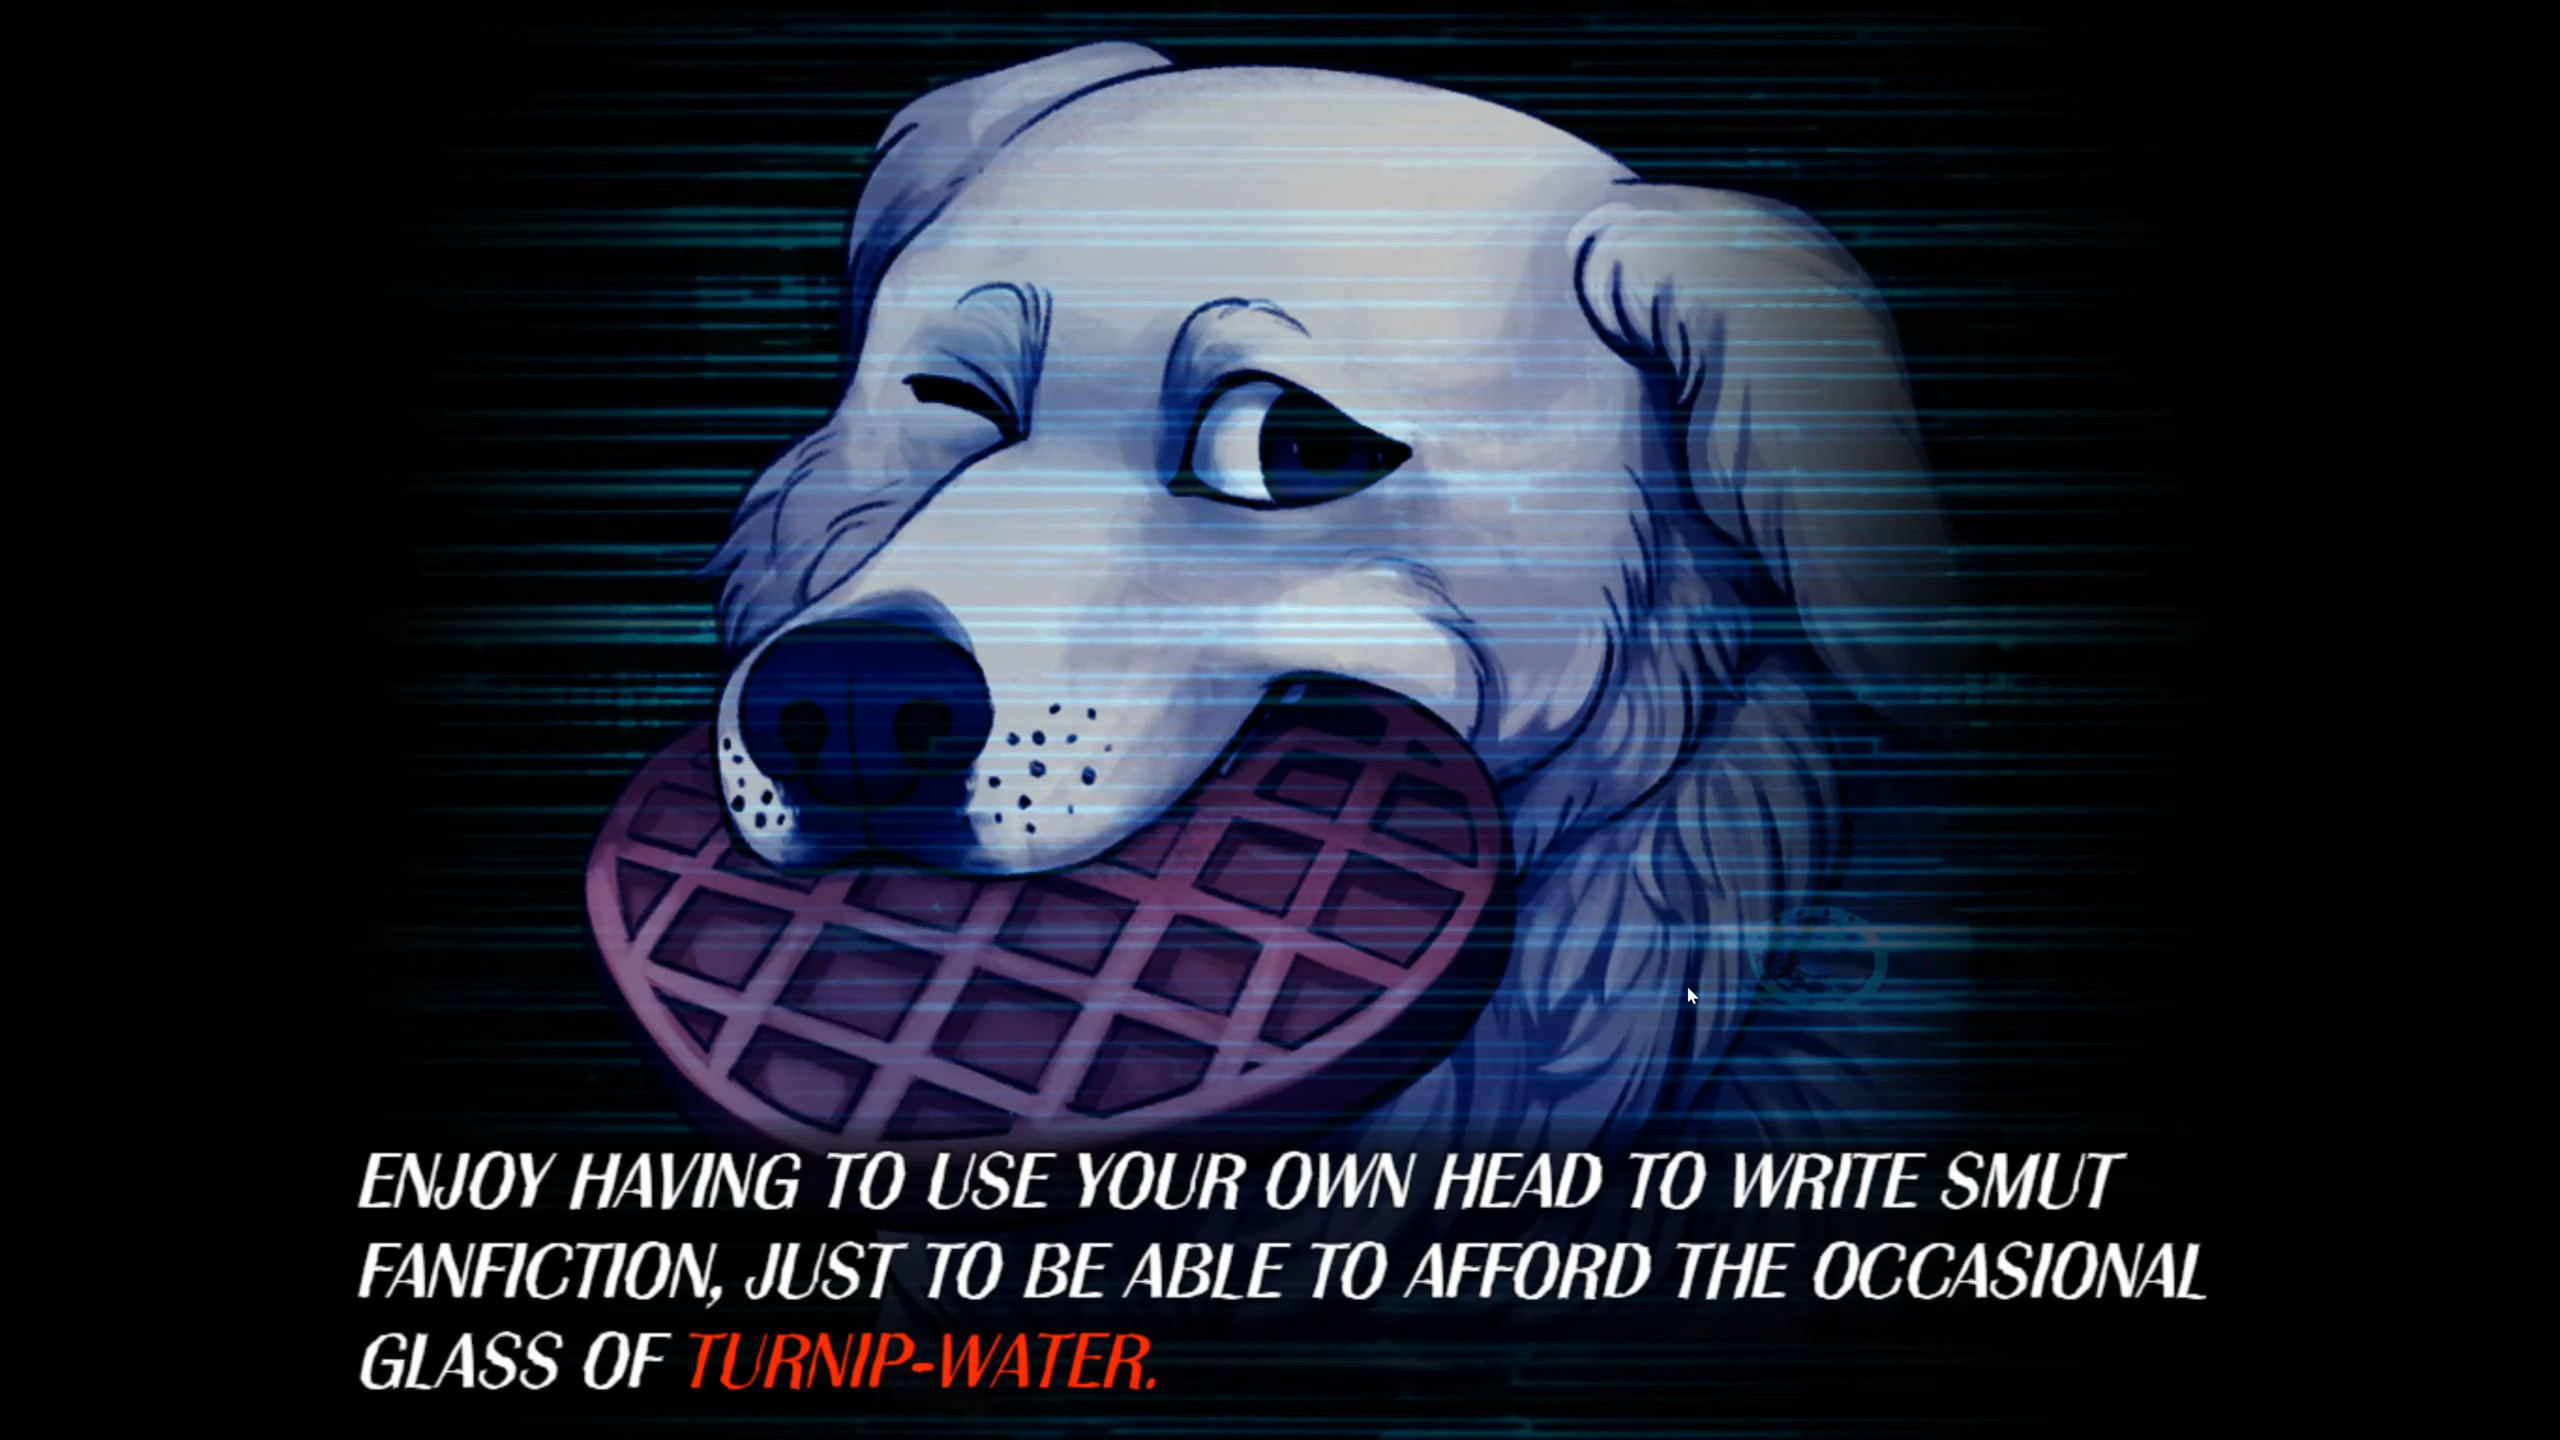 ENJOY HAVING TO USE YOUR OWN HEAD TO WRITE SMUT
FANFICTION, JUST TO BE ABLE TO AFFORD THE OCCASIONAL
GLASS OF TURNIP-WATER.